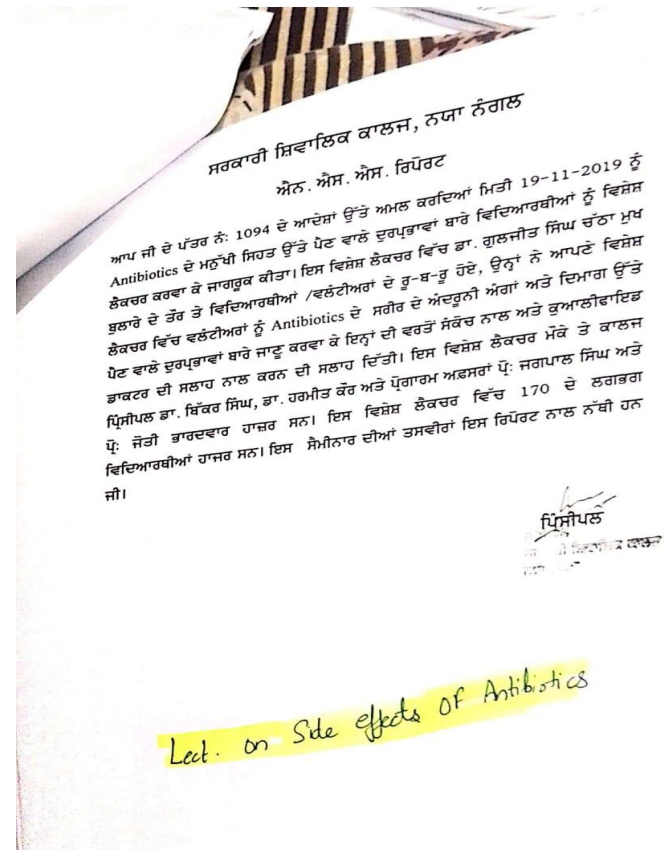 ਸਰਕਾਰੀ ਸ਼ਿਵਾਲਿਕ ਕਾਲਜ, ਨਯਾ ਨੰਗਲ
ਐਨ. ਐਸ. ਐਸ. ਰਿਪੋਰਟ
ਆਪ ਜੀ ਦੇ ਪੱਤਰ ਨੰ: 1094 ਦੇ ਆਦੇਸ਼ਾਂ ਉੱਤੇ ਅਮਲ ਕਰਦਿਆਂ ਮਿਤੀ 19-11-2019 ਨੂੰ
Antibiotics ਦੇ ਮਨੁੱਖੀ ਸਿਹਤ ਉੱਤੇ ਪੈਣ ਵਾਲੇ ਦੁਰਪ੍ਰਭਾਵਾਂ ਬਾਰੇ ਵਿਦਿਆਰਥੀਆਂ ਨੂੰ ਵਿਸ਼ੇਸ਼
ਲੈਕਚਰ ਕਰਵਾ ਕੇ ਜਾਗਰੂਕ ਕੀਤਾ। ਇਸ ਵਿਸ਼ੇਸ਼ ਲੈਕਚਰ ਵਿੱਚ ਡਾ. ਗੁਲਜੀਤ ਸਿੰਘ ਚੱਠਾ ਮੁਖ
ਬੁਲਾਰੇ ਦੇ ਤੌਰ ਤੇ ਵਿਦਿਆਰਥੀਆਂ /ਵਲੰਟੀਅਰਾਂ ਦੇ ਰੂ-ਬ-ਰੂ ਹੋਏ, ਉਨ੍ਹਾਂ ਨੇ ਆਪਣੇ ਵਿਸ਼ੇਸ਼
ਲੈਕਚਰ ਵਿੱਚ ਵਲੰਟੀਅਰਾਂ ਨੂੰ Antibiotics ਦੇ ਸਰੀਰ ਦੇ ਅੰਦਰੂਨੀ ਅੰਗਾਂ ਅਤੇ ਦਿਮਾਗ ਉੱਤੇ
ਪੈਣ ਵਾਲੇ ਦੁਰਪ੍ਰਭਾਵਾਂ ਬਾਰੇ ਜਾਣੂ ਕਰਵਾ ਕੇ ਇਨ੍ਹਾਂ ਦੀ ਵਰਤੋਂ ਸੰਕੋਚ ਨਾਲ ਅਤੇ ਕੁਆਲੀਫਾਇਡ
ਡਾਕਟਰ ਦੀ ਸਲਾਹ ਨਾਲ ਕਰਨ ਦੀ ਸਲਾਹ ਦਿੱਤੀ। ਇਸ ਵਿਸ਼ੇਸ਼ ਲੈਕਚਰ ਮੌਕੇ ਤੇ ਕਾਲਜ
ਪ੍ਰਿੰਸੀਪਲ ਡਾ. ਬਿੱਕਰ ਸਿੰਘ, ਡਾ. ਹਰਮੀਤ ਕੌਰ ਅਤੇ ਪ੍ਰੋਗਾਰਮ ਅਫ਼ਸਰਾਂ ਪ੍ਰੋ: ਜਗਪਾਲ ਸਿੰਘ ਅਤੇ
ਪ੍ਰੋ: ਜੋਤੀ ਭਾਰਦਵਾਰ ਹਾਜ਼ਰ ਸਨ। ਇਸ ਵਿਸ਼ੇਸ਼ ਲੈਕਚਰ ਵਿੱਚ 170 ਦੇ ਲਗਭਗ
ਵਿਦਿਆਰਥੀਆਂ ਹਾਜਰ ਸਨ। ਇਸ ਸੈਮੀਨਾਰ ਦੀਆਂ ਤਸਵੀਰਾਂ ਇਸ ਰਿਪੋਰਟ ਨਾਲ ਨੱਥੀ ਹਨ
ਜੀ।
ਪ੍ਰਿੰਸੀਪਲ
ਕਾਲਜ
Lect. on Side effects Of Antibiotics